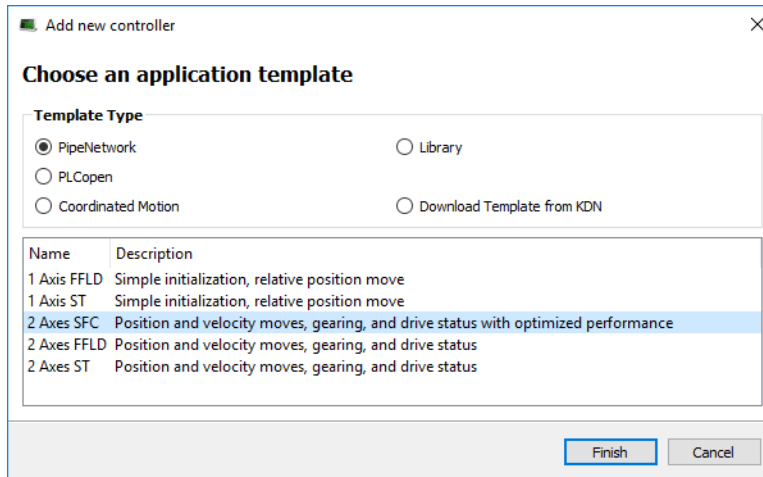 Add new controller
Choose an application template
Template Type
PipeNetwork
Library
PLCopen
Coordinated Motion
Download Template from KDN
Name Description
1 Axis FFLD Simple initialization, relative position move
1 Axis ST Simple initialization, relative position move
2 Axes SFC Position and velocity moves, gearing, and drive status with optimized performance
2 Axes FFLD Position and velocity moves, gearing, and drive status
2 Axes ST Position and velocity moves, gearing, and drive status
Finish Cancel